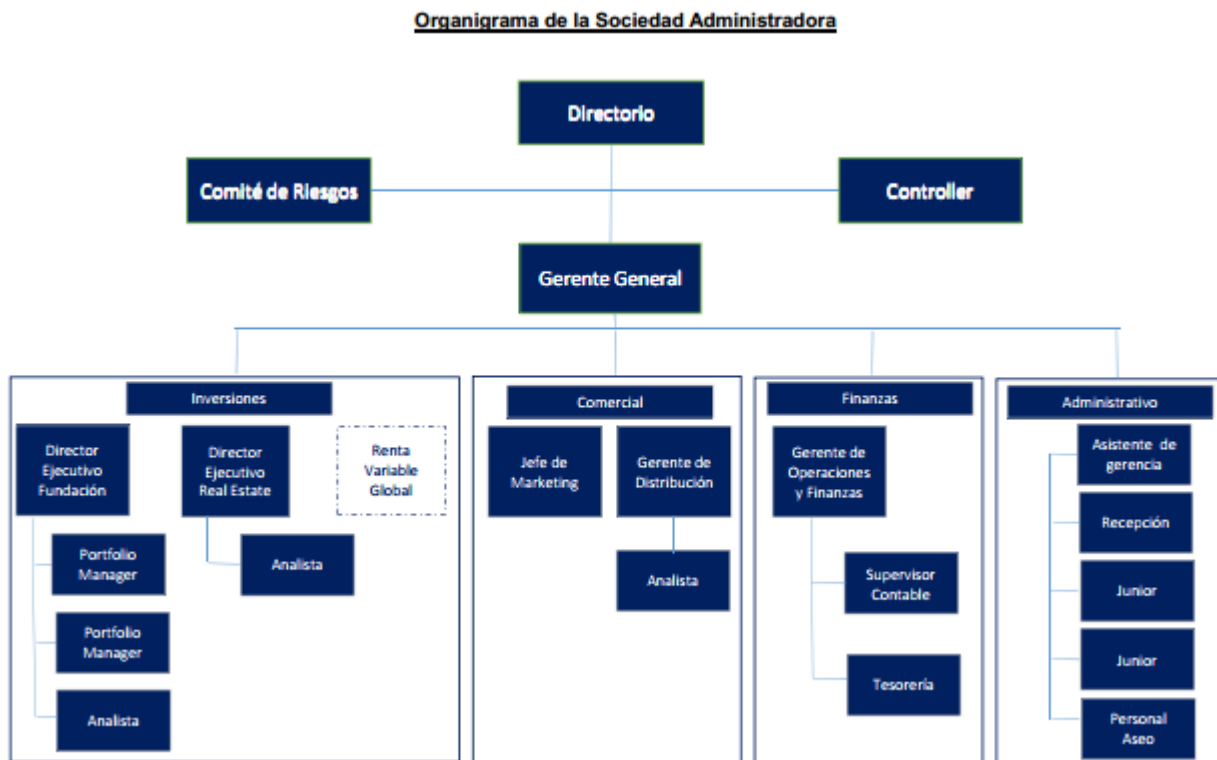 Organigrama de la Sociedad Administradora
Directorio
Comité de Riesgos
Controller
Gerente General
Inversiones
Director
Ejecutivo
Fundación
Portfolio
Manager
Portfolio
Manager
Analista
Director
Ejecutivo
Real Estate
Analista
Renta
Variable
Global
Comercial
Jefe de
Marketing
Gerente de
Distribución
Analista
Finanzas
Gerente de
Operaciones
y Finanzas
Supervisor
Contable
Tesorería
Administrativo
Asistente de
gerencia
Recepción
Junior
Junior
Personal
Aseo